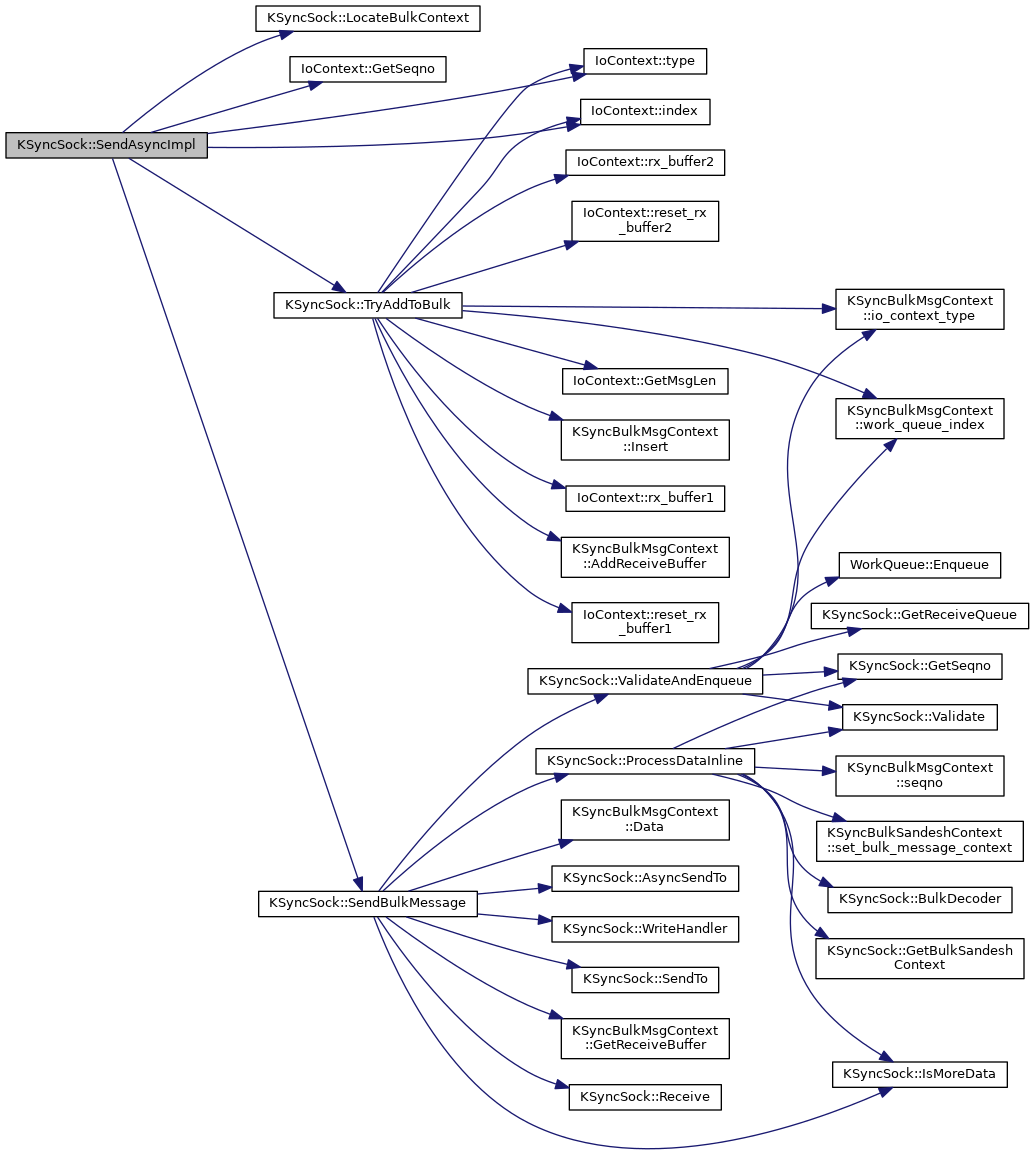 KSyncSock::LocateBulkContext
IoContext::GetSeqno
KSyncSock::SendAsyncImpl
IoContext::type
IoContext::index
IoContext::rx_buffer2
IoContext::reset_rx
_buffer2
KSyncSock::TryAddToBulk
KSyncBulkMsgContext
::io_context_type
IoContext::GetMsgLen
KSyncBulkMsgContext
::work_queue_index
KSyncBulkMsgContext
::Insert
IoContext::rx_buffer1
KSyncBulkMsgContext
::AddReceiveBuffer
WorkQueue::Enqueue
IoContext::reset_rx
_buffer1
KSyncSock::GetReceiveQueue
KSyncSock::ValidateAndEnqueue
KSyncSock::GetSeqno
KSyncSock::Validate
KSyncSock::ProcessDataInline
KSyncBulkMsgContext
::seqno
KSyncBulkMsgContext
::Data
KSyncBulkSandeshContext
::set_bulk_message_context
KSyncSock::AsyncSendTo
KSyncSock::SendBulkMessage
KSyncSock::BulkDecoder
KSyncSock::WriteHandler
KSyncSock::GetBulkSandesh
Context
KSyncSock::SendTo
KSyncBulkMsgContext
::GetReceiveBuffer
KSyncSock::IsMoreData
KSyncSock::Receive